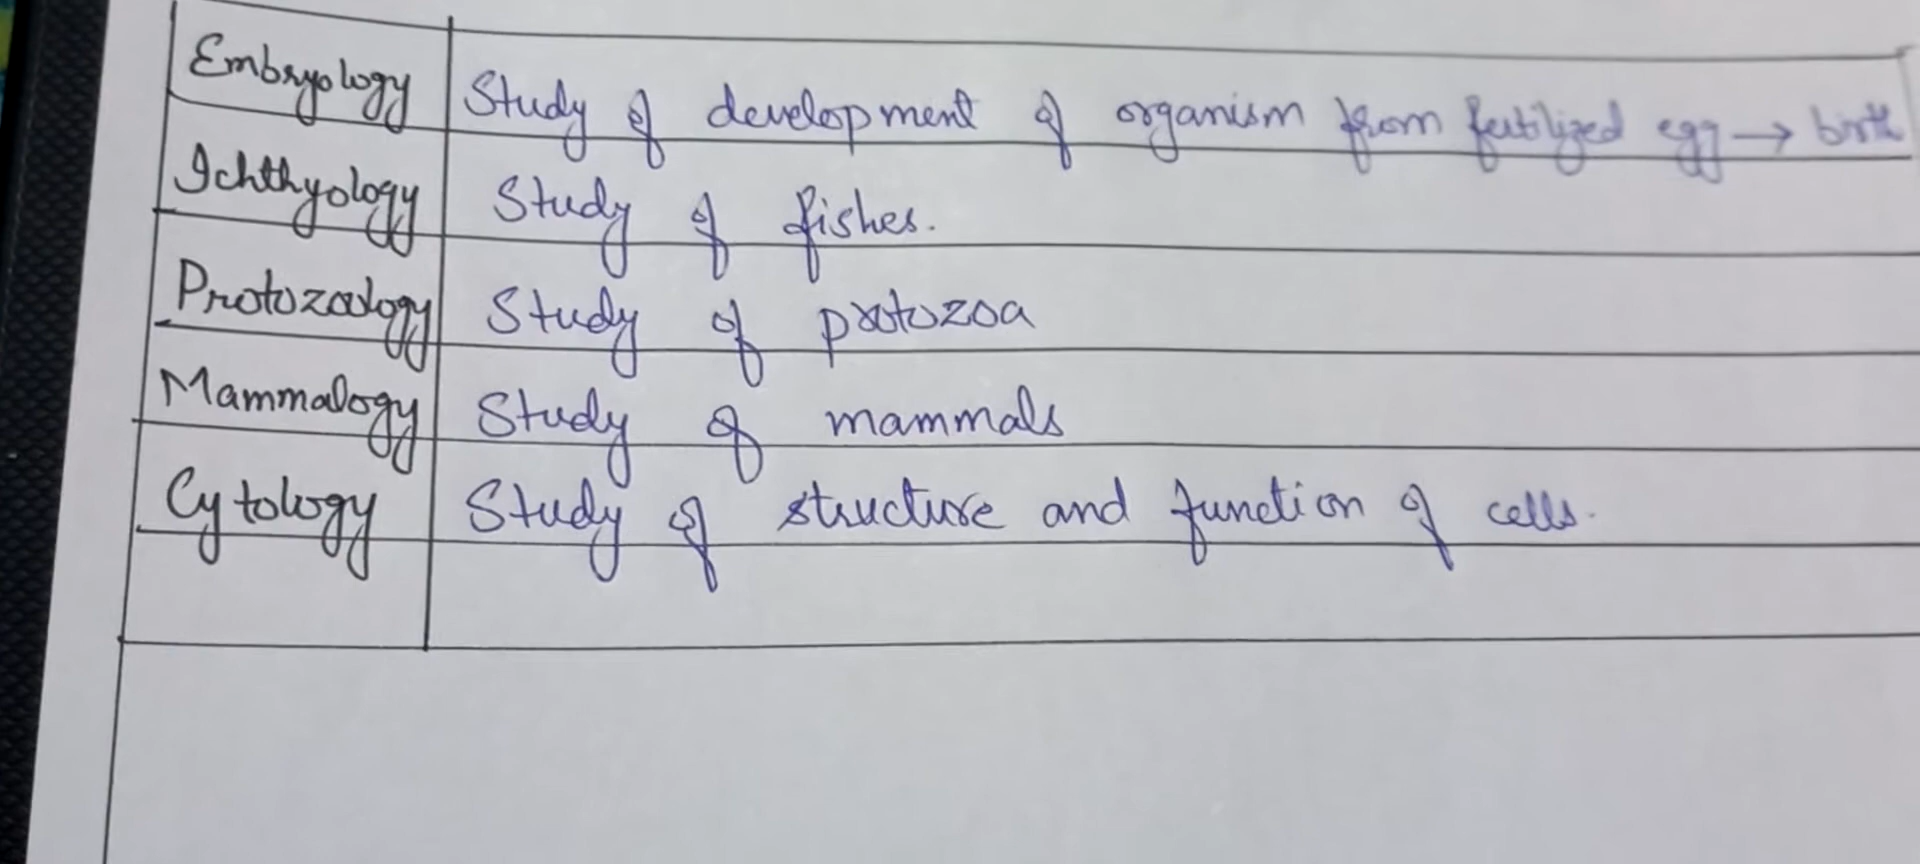 Embryology Study of development of organism from fertilized egg → birth
Ichthyology Study of fishes.
Protozoology Study of protozoa
Mammalogy Study of mammals
Cytology Study of structure and function of cells.